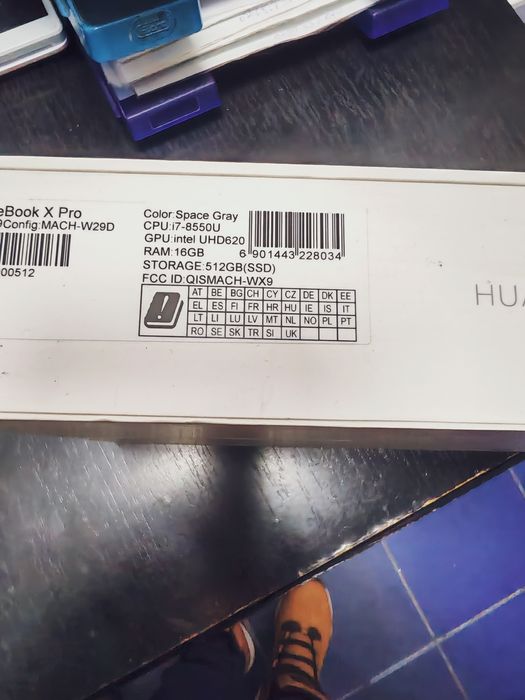 eBook X Pro
9Config:MACH-W29D
00512
Color:Space Gray
CPU:i7-8550U
GPU:intel UHD620
RAM:16GB
STORAGE:512GB(SSD)
FCC ID:QISMACH-WX9
6 901443 228034
AT BE BG CH CY CZ DE DK EE
EL ES FI FR HR HU IE IS IT
LT LI LU LV MT NL NO PL PT
RO SE SK TR SI UK
HUA